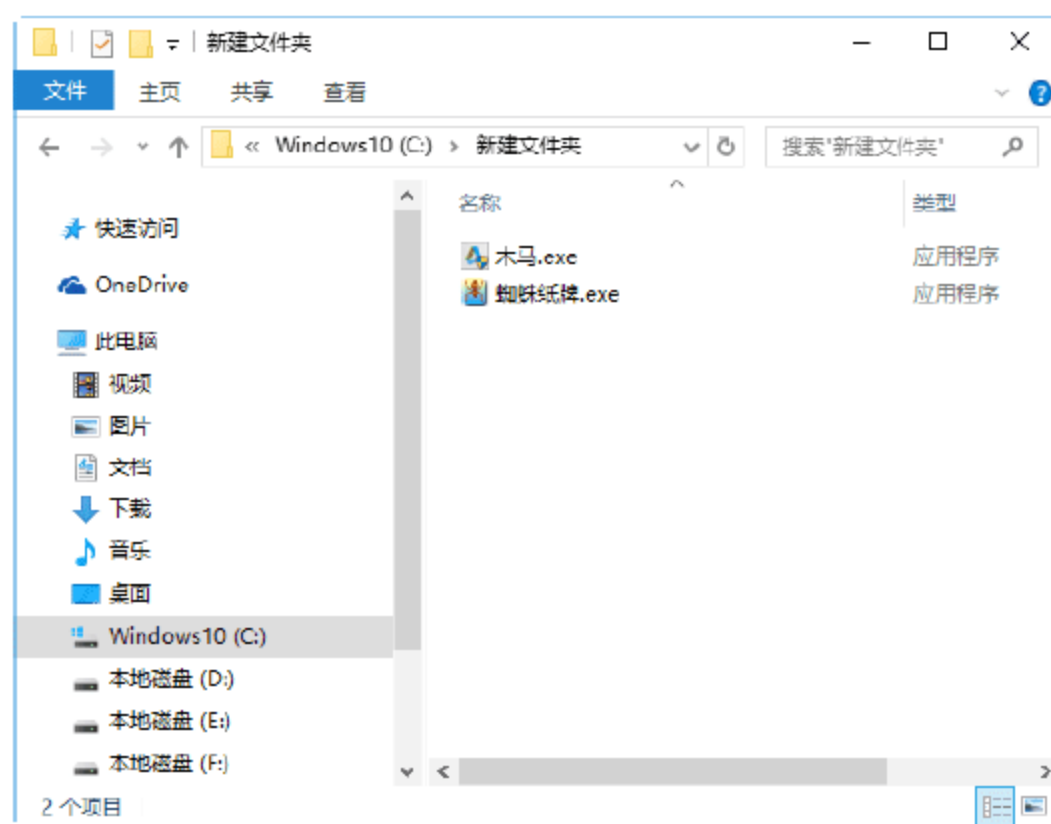 新建文件夹
文件 主页 共享 查看
« Windows10 (C:) › 新建文件夹 搜索"新建文件夹"
名称 类型
快速访问
木马.exe 应用程序
OneDrive
蜘蛛纸牌.exe 应用程序
此电脑
视频
图片
文档
下载
音乐
桌面
Windows10 (C:)
本地磁盘 (D:)
本地磁盘 (E:)
本地磁盘 (F:)
2 个项目